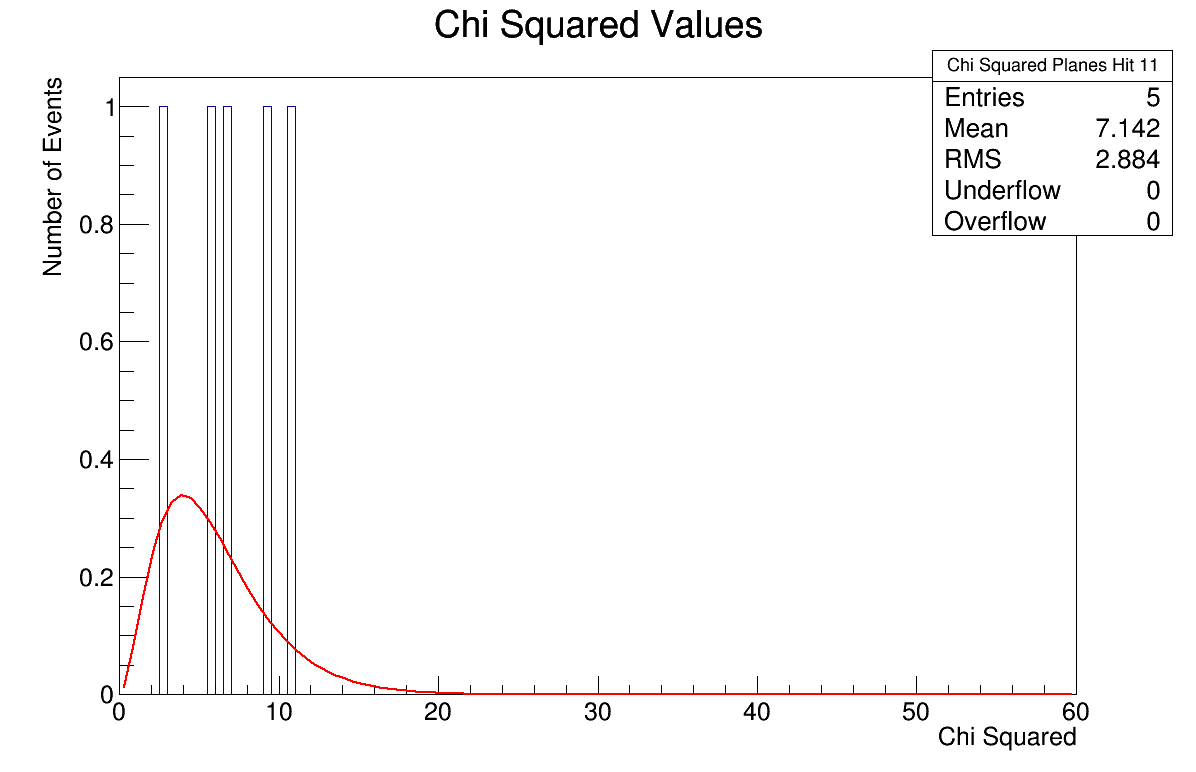 Chi Squared Values
Chi Squared Planes Hit 11
Entries 5
Mean 7.142
RMS 2.884
Underflow 0
Overflow 0
Number of Events
1
0.8
0.6
0.4
0.2
0
0 10 20 30 40 50 60
Chi Squared